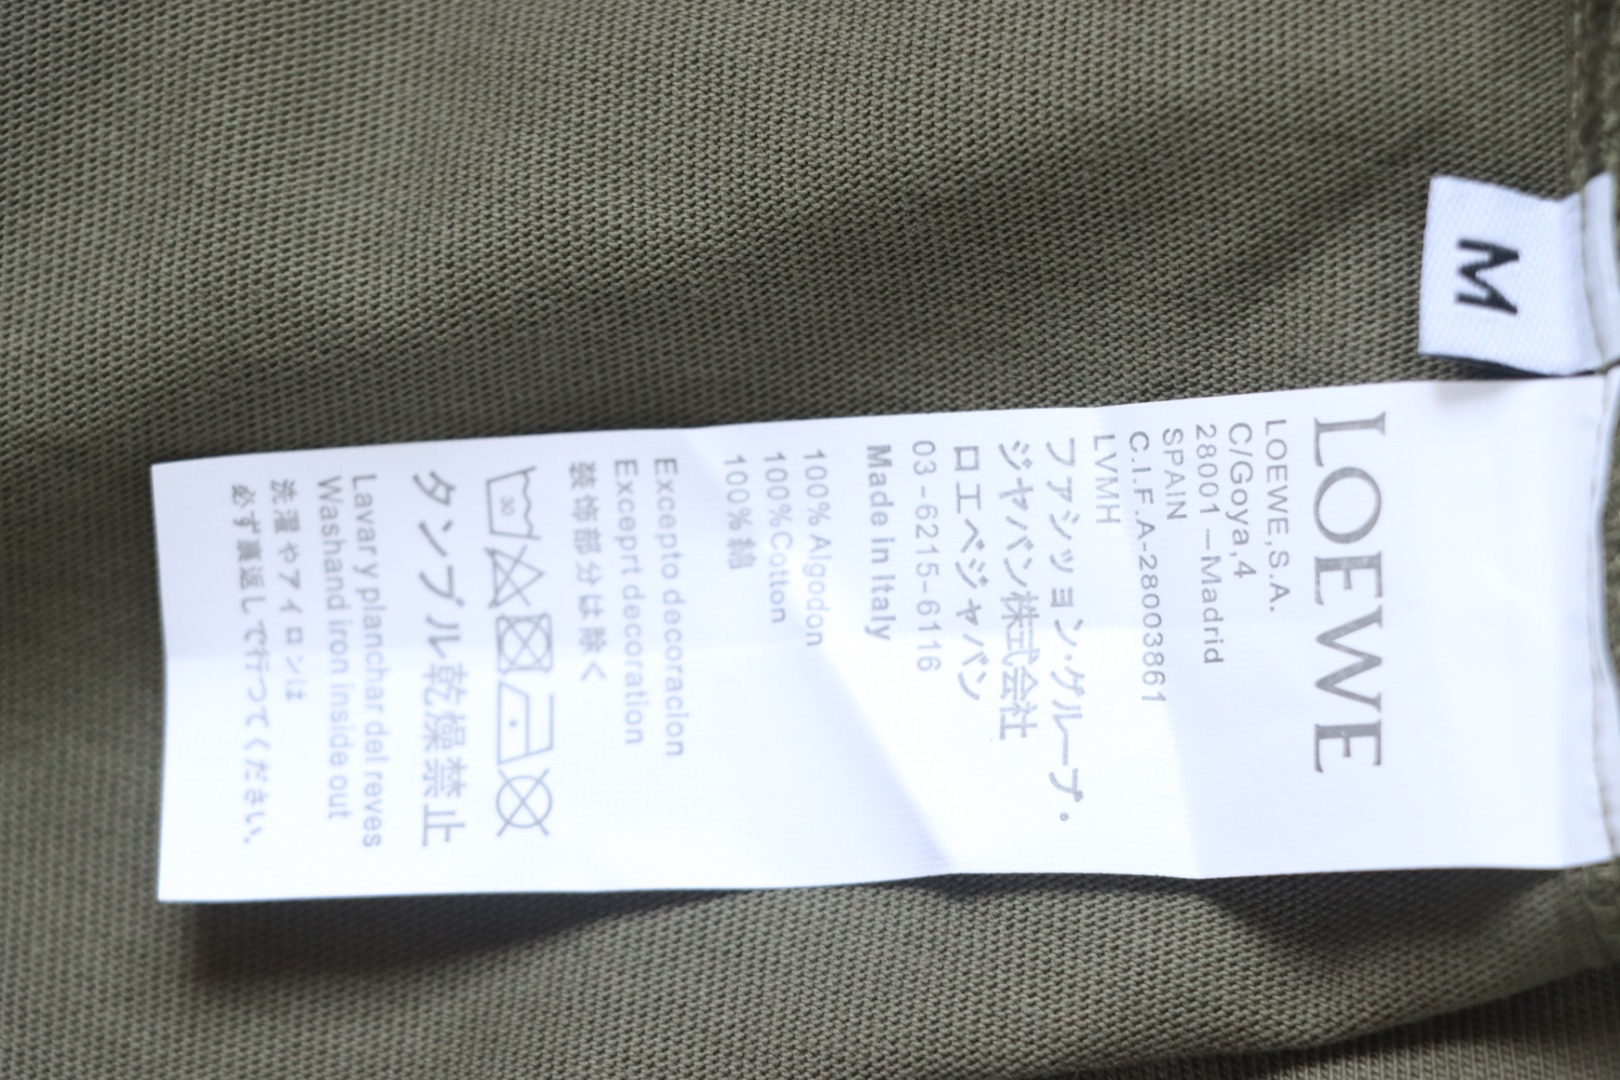 M
LOEWE
LOEWE,S.A.
C/Goya,4
28001 –Madrid
SPAIN
C.I.F.A-28003861
LVMH
ファシッョン・グループ・
ジャパン株式会社
ロエベジャパン
03-6215-6116
Made in Italy
100% Algodon
100% Cotton
100% 綿
Excepto decoracion
Exceprt decoration
装飾部分は除く
30
タンブル乾燥禁止
Lavar y planchar del reves
Washand iron inside out
洗濯やアイロンは
必ず裏返しで行つてください、